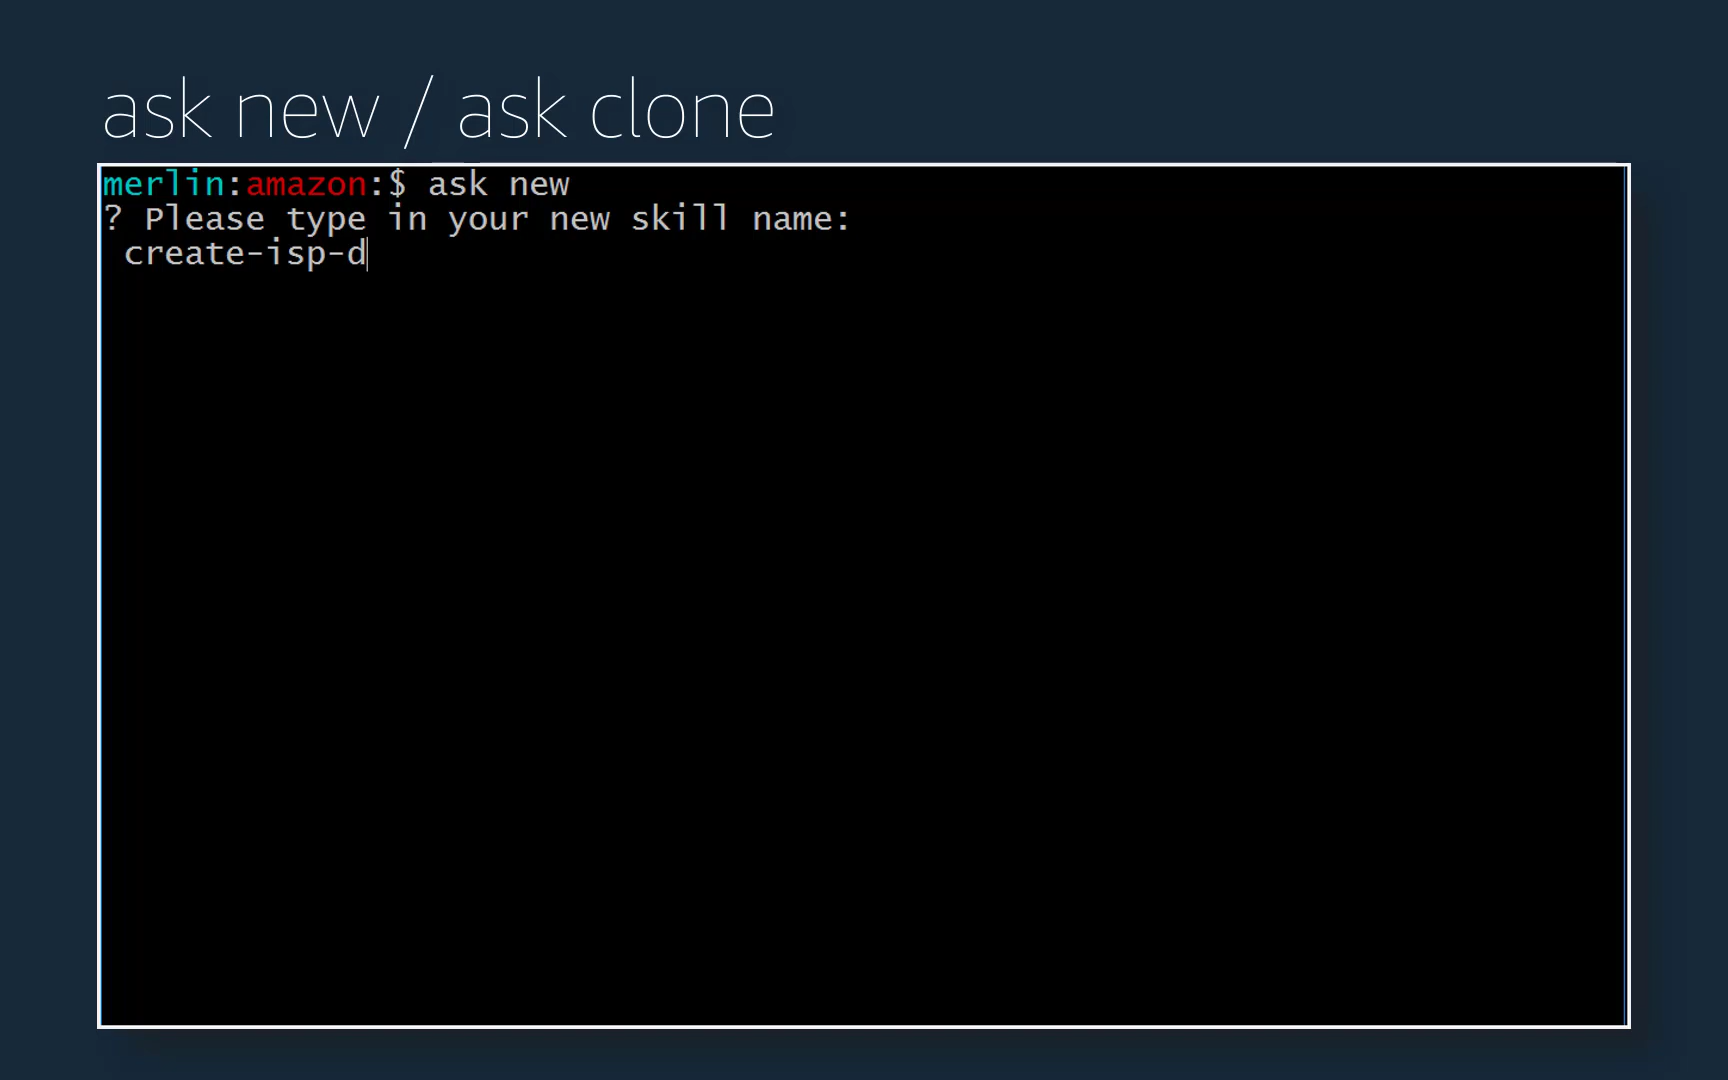 ask new / ask clone
merlin:amazon:$ ask new
? Please type in your new skill name:
create-isp-d